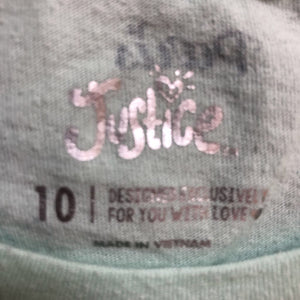 Justice
10 | DESIGNED EXCLUSIVELY
FOR YOU WITH LOVE
MADE IN VIETNAM